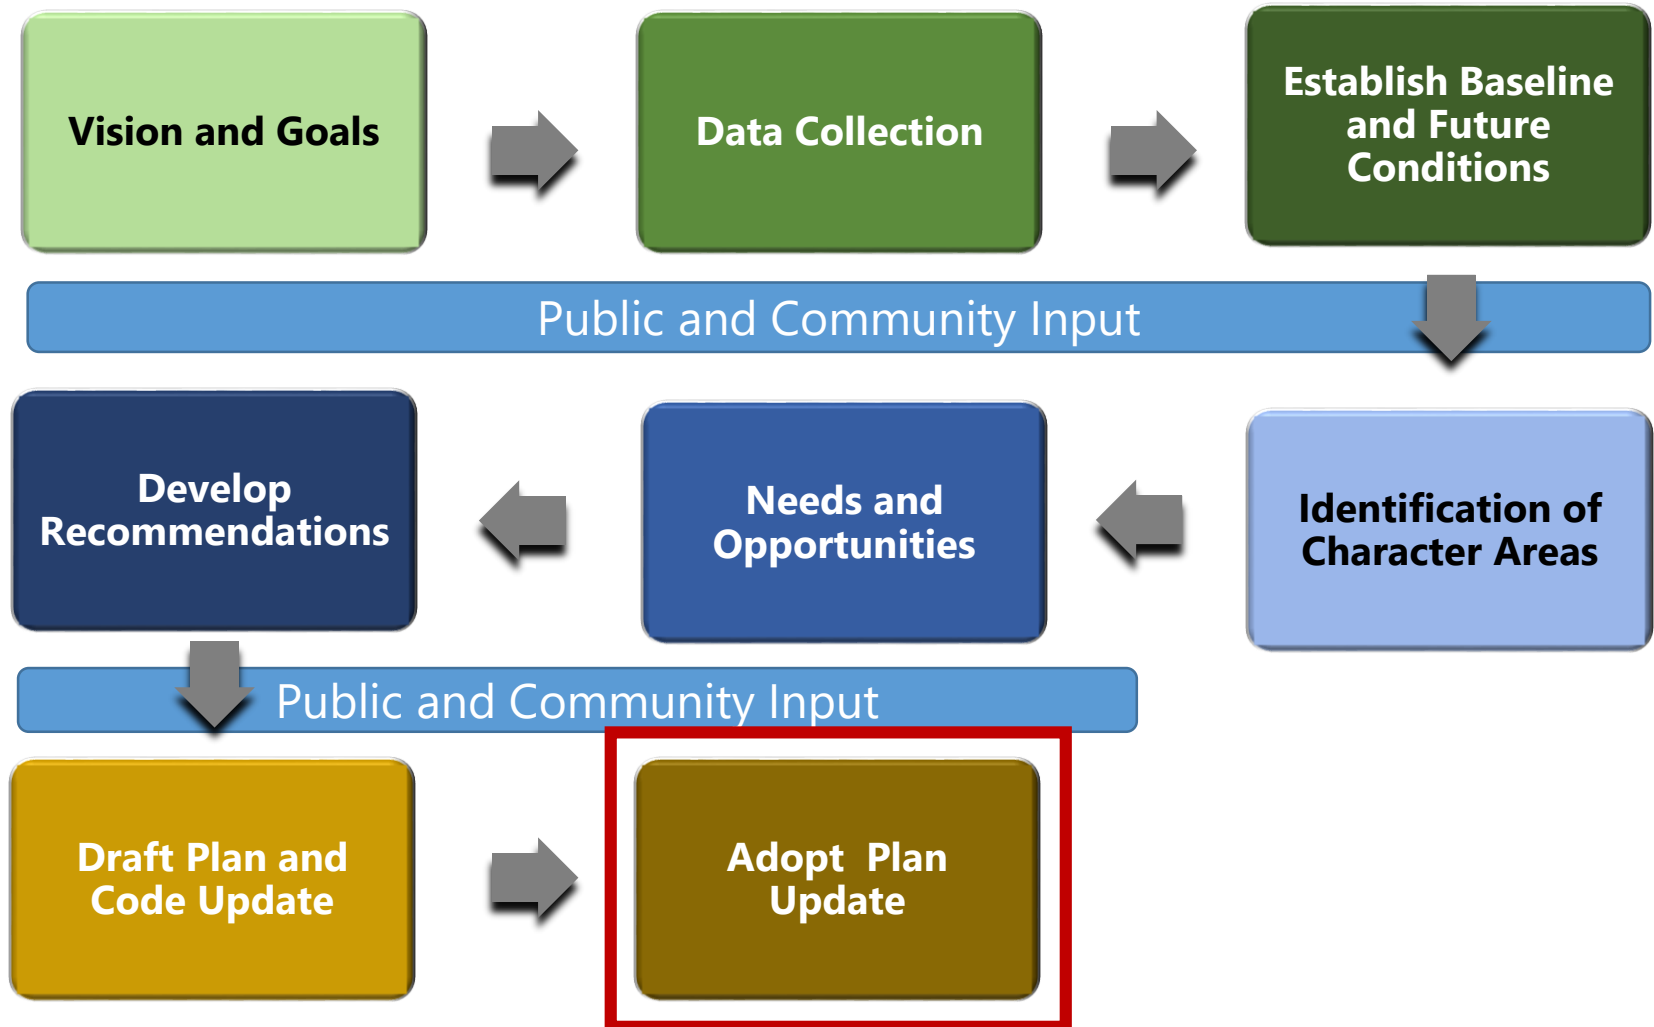 Vision and Goals
Data Collection
Establish Baseline
and Future
Conditions
Public and Community Input
Develop
Recommendations
Needs and
Opportunities
Identification of
Character Areas
Public and Community Input
Draft Plan and
Code Update
Adopt  Plan
Update